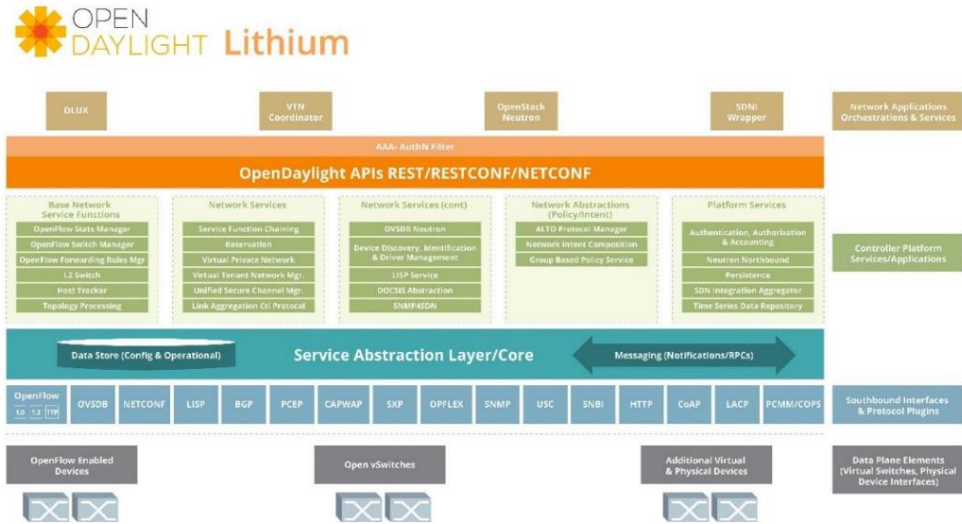 OPEN
DAYLIGHT Lithium
DLUX
VTN
Coordinator
OpenStack
Neutron
SDNI
Wrapper
Network Applications
Orchestrations & Services
AAA- AuthN Filter
OpenDaylight APIs REST/RESTCONF/NETCONF
Base Network
Service Functions
OpenFlow Stats Manager
OpenFlow Switch Manager
OpenFlow Forwarding Rules Mgr
L2 Switch
Host Tracker
Topology Processing
Network Services
Service Function Chaining
Reservation
Virtual Private Network
Virtual Tenant Network Mgr.
Unified Secure Channel Mgr.
Link Aggregation Ctl Protocol
Network Services (cont)
OVSDB Neutron
Device Discovery, Identification
& Driver Management
LISP Service
DOCSIS Abstraction
SNMP4SDN
Network Abstractions
(Policy/Intent)
ALTO Protocol Manager
Network Intent Composition
Group Based Policy Service
Platform Services
Authentication, Authorization
& Accounting
Neutron Northbound
Persistence
SDN Integration Aggregator
Time Series Data Repository
Controller Platform
Services/Applications
Data Store (Config & Operational)
Service Abstraction Layer/Core
Messaging (Notifications/RPCs)
OpenFlow
1.0 1.3 TTP
OVSDB
NETCONF
LISP
BGP
PCEP
CAPWAP
SXP
OPFLEX
SNMP
USC
SNBI
HTTP
CoAP
LACP
PCMM/COPS
Southbound Interfaces
& Protocol Plugins
OpenFlow Enabled
Devices
Open vSwitches
Additional Virtual
& Physical Devices
Data Plane Elements
(Virtual Switches, Physical
Device Interfaces)